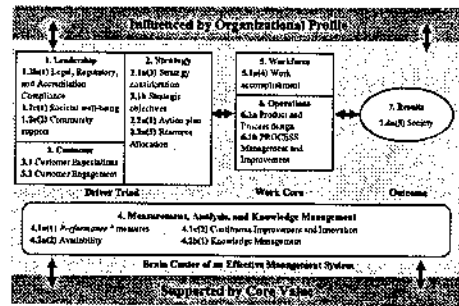 Influenced by Organizational Profile
1. Leadership
1.2b(1) Legal, Regulatory,
and Accreditation
Compliance
1.2c(1) Societal well-being
1.2c(2) Community
support
3. Customer
3.1 Customer Expectations
3.2 Customer Engagement
2. Strategy
2.1a(3) Strategy
consideration
2.1b Strategic
objectives
2.2a(1) Action plan
2.2a(3) Resource
Allocation
Driver Triad
5. Workforce
5.1a(4) Work
accomplishment
6. Operations
6.1a Product and
Process design
6.1b PROCESS
Management and
Improvement
Work Core
7. Results
Society
Outcome
4. Measurement, Analysis, and Knowledge Management
4.1a(1) Performance measures
4.1c(2) Continuous Improvement and Innovation
4.2a(2) Availability
4.2b(1) Knowledge Management
Brain Center of an Effective Management System
Supported by Core Value